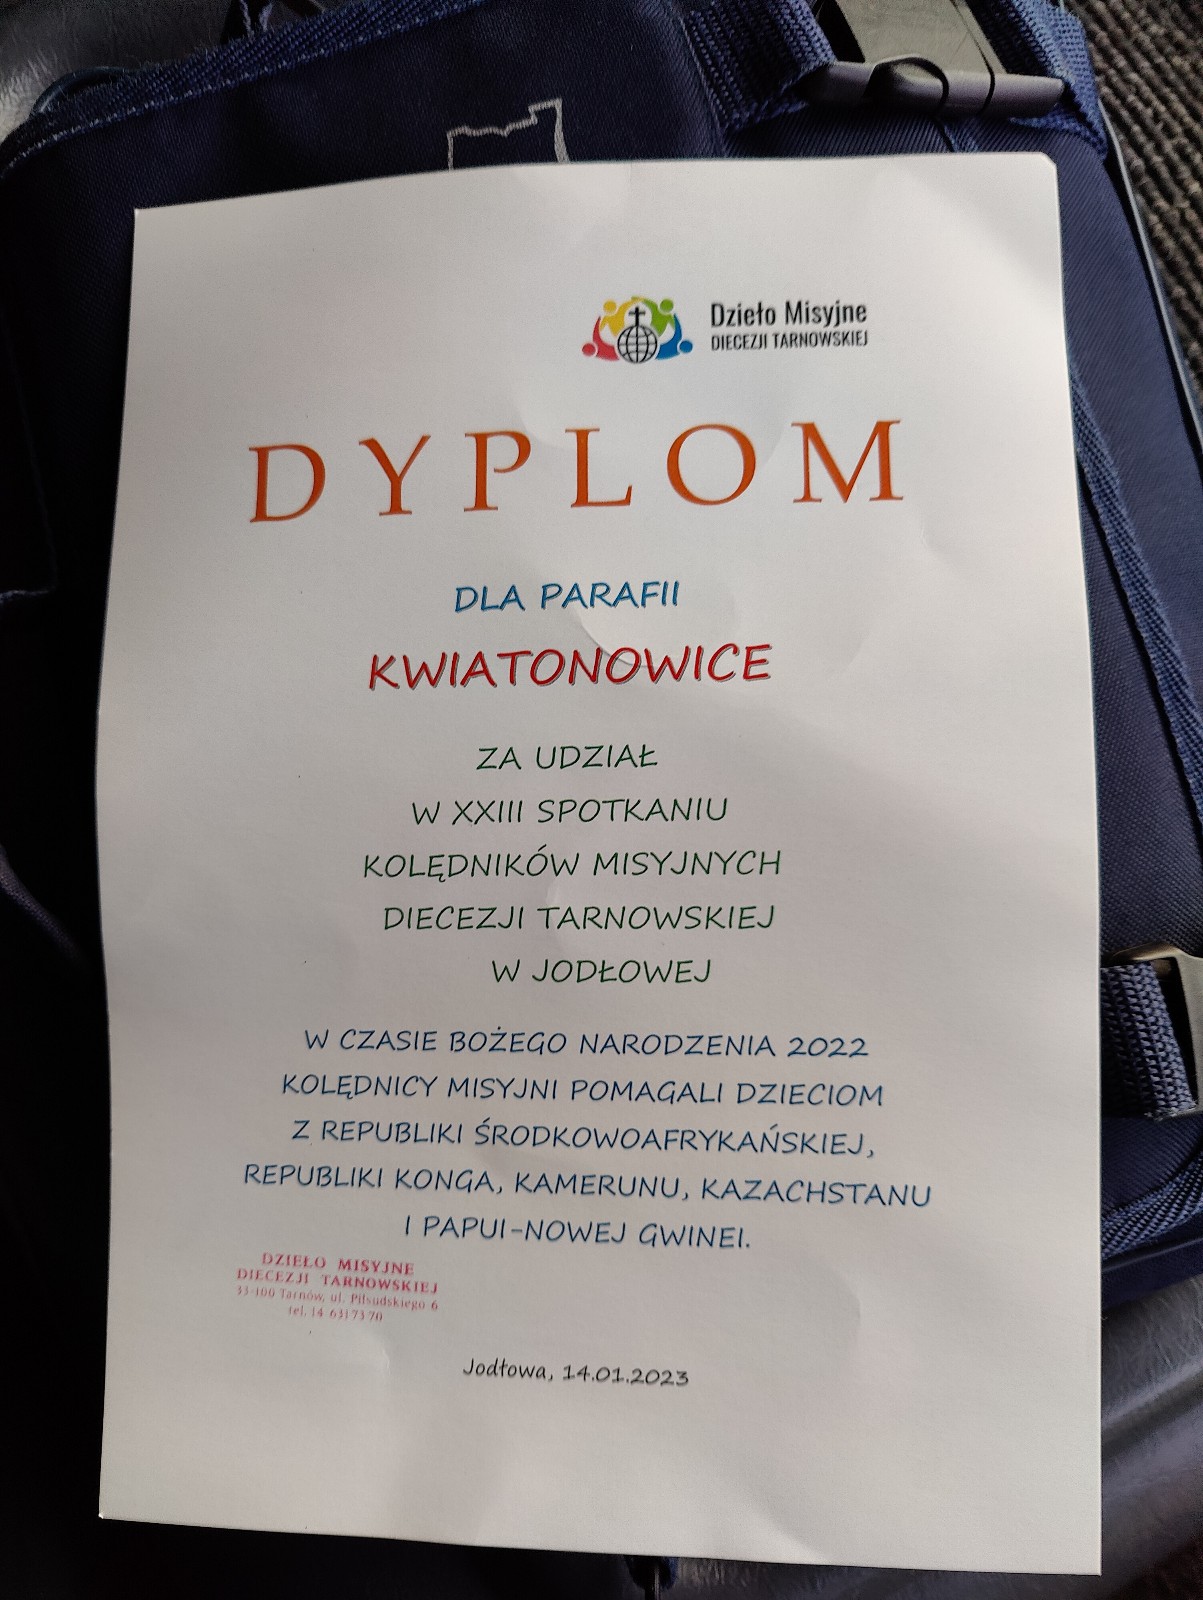 Dzieło Misyjne
DIECEZJI TARNOWSKIEJ
DYPLOM
DLA PARAFII
KWIATONOWICE
ZA UDZIAŁ
W XXIII SPOTKANIU
KOLĘDNIKÓW MISYJNYCH
DIECEZJI TARNOWSKIEJ
W JODŁOWEJ
W CZASIE BOŻEGO NARODZENIA 2022
KOLĘDNICY MISYJNI POMAGALI DZIECIOM
Z REPUBLIKI ŚRODKOWOAFRYKAŃSKIEJ,
REPUBLIKI KONGA, KAMERUNU, KAZACHSTANU
I PAPUI-NOWEJ GWINEI.
DZIEŁO MISYJNE
DIECEZJI TARNOWSKIEJ
33-100 Tarnów, ul. Piłsudskiego 6
tel. 14 631 73 70
Jodłowa, 14.01.2023